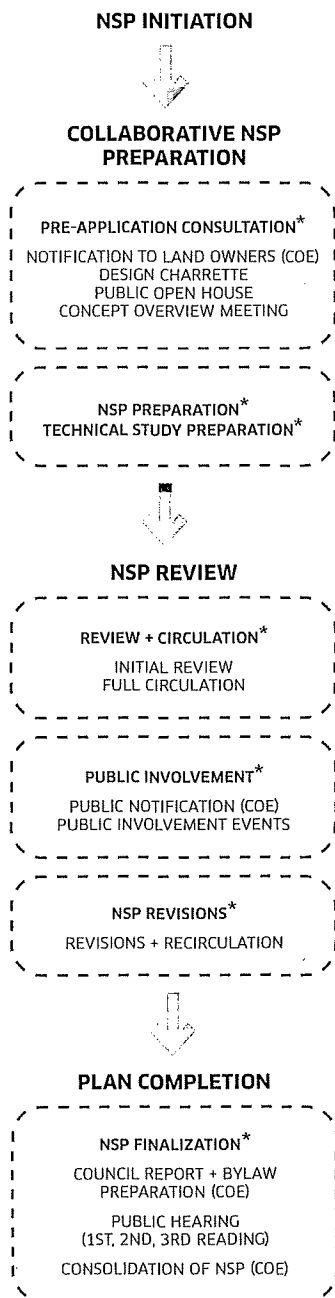 NSP INITIATION
COLLABORATIVE NSP
PREPARATION
PRE-APPLICATION CONSULTATION*
NOTIFICATION TO LAND OWNERS (COE)
DESIGN CHARRETTE
PUBLIC OPEN HOUSE
CONCEPT OVERVIEW MEETING
NSP PREPARATION*
TECHNICAL STUDY PREPARATION*
NSP REVIEW
REVIEW + CIRCULATION*
INITIAL REVIEW
FULL CIRCULATION
PUBLIC INVOLVEMENT*
PUBLIC NOTIFICATION (COE)
PUBLIC INVOLVEMENT EVENTS
NSP REVISIONS*
REVISIONS + RECIRCULATION
PLAN COMPLETION
NSP FINALIZATION*
COUNCIL REPORT + BYLAW
PREPARATION (COE)
PUBLIC HEARING
(1ST, 2ND, 3RD READING)
CONSOLIDATION OF NSP (COE)